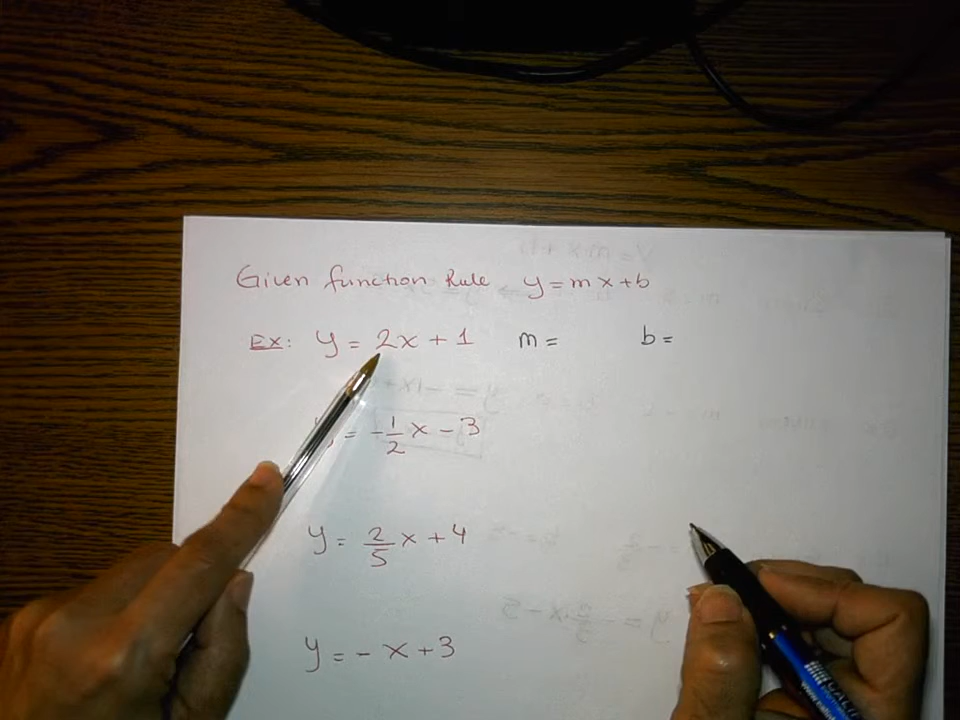 Given function Rule y = mx+b
EX: y = 2x + 1 m = b =
= -1/2 x - 3
y = 2/5 x + 4
y = - x + 3